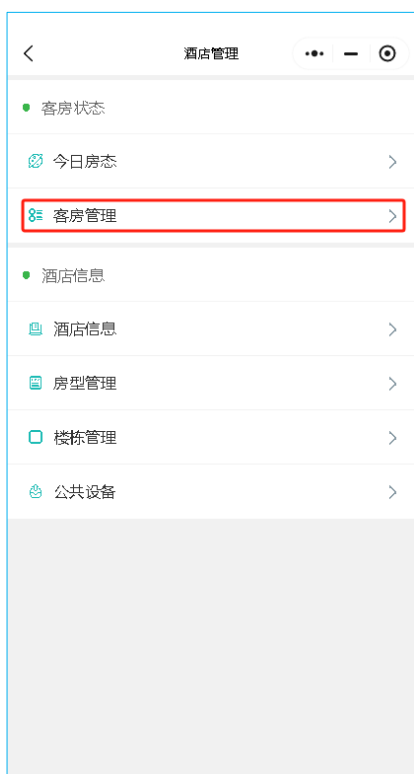 酒店管理
客房状态
今日房态
客房管理
酒店信息
酒店信息
房型管理
楼栋管理
公共设备